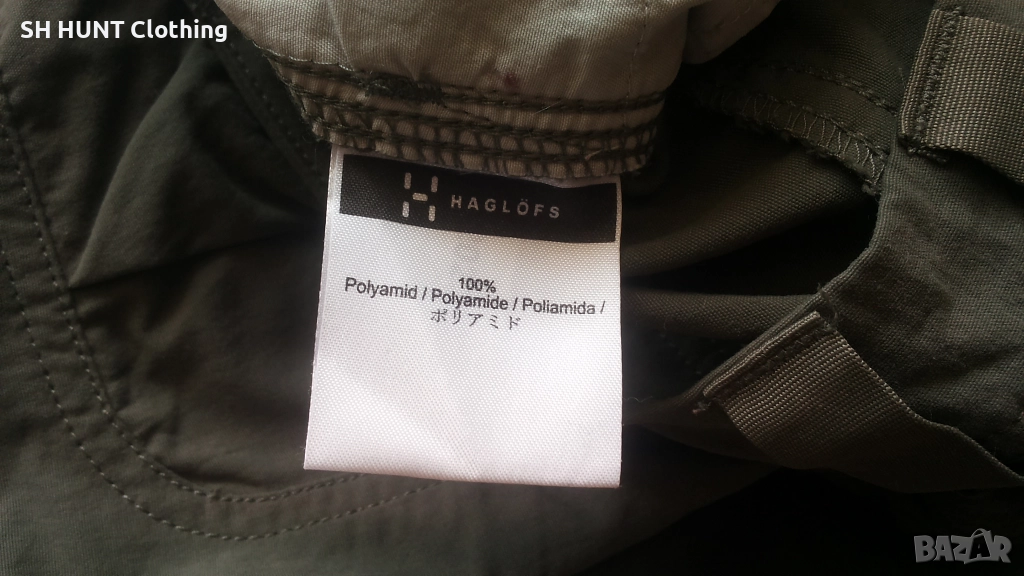 SH HUNT Clothing
HAGLÖFS
100%
Polyamid / Polyamide / Poliamida /
ポリアミド
BAZAR